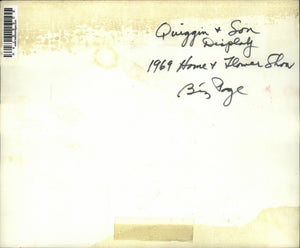 Quiggin + Son
Display
1969 Home + Flower Show
Big Page